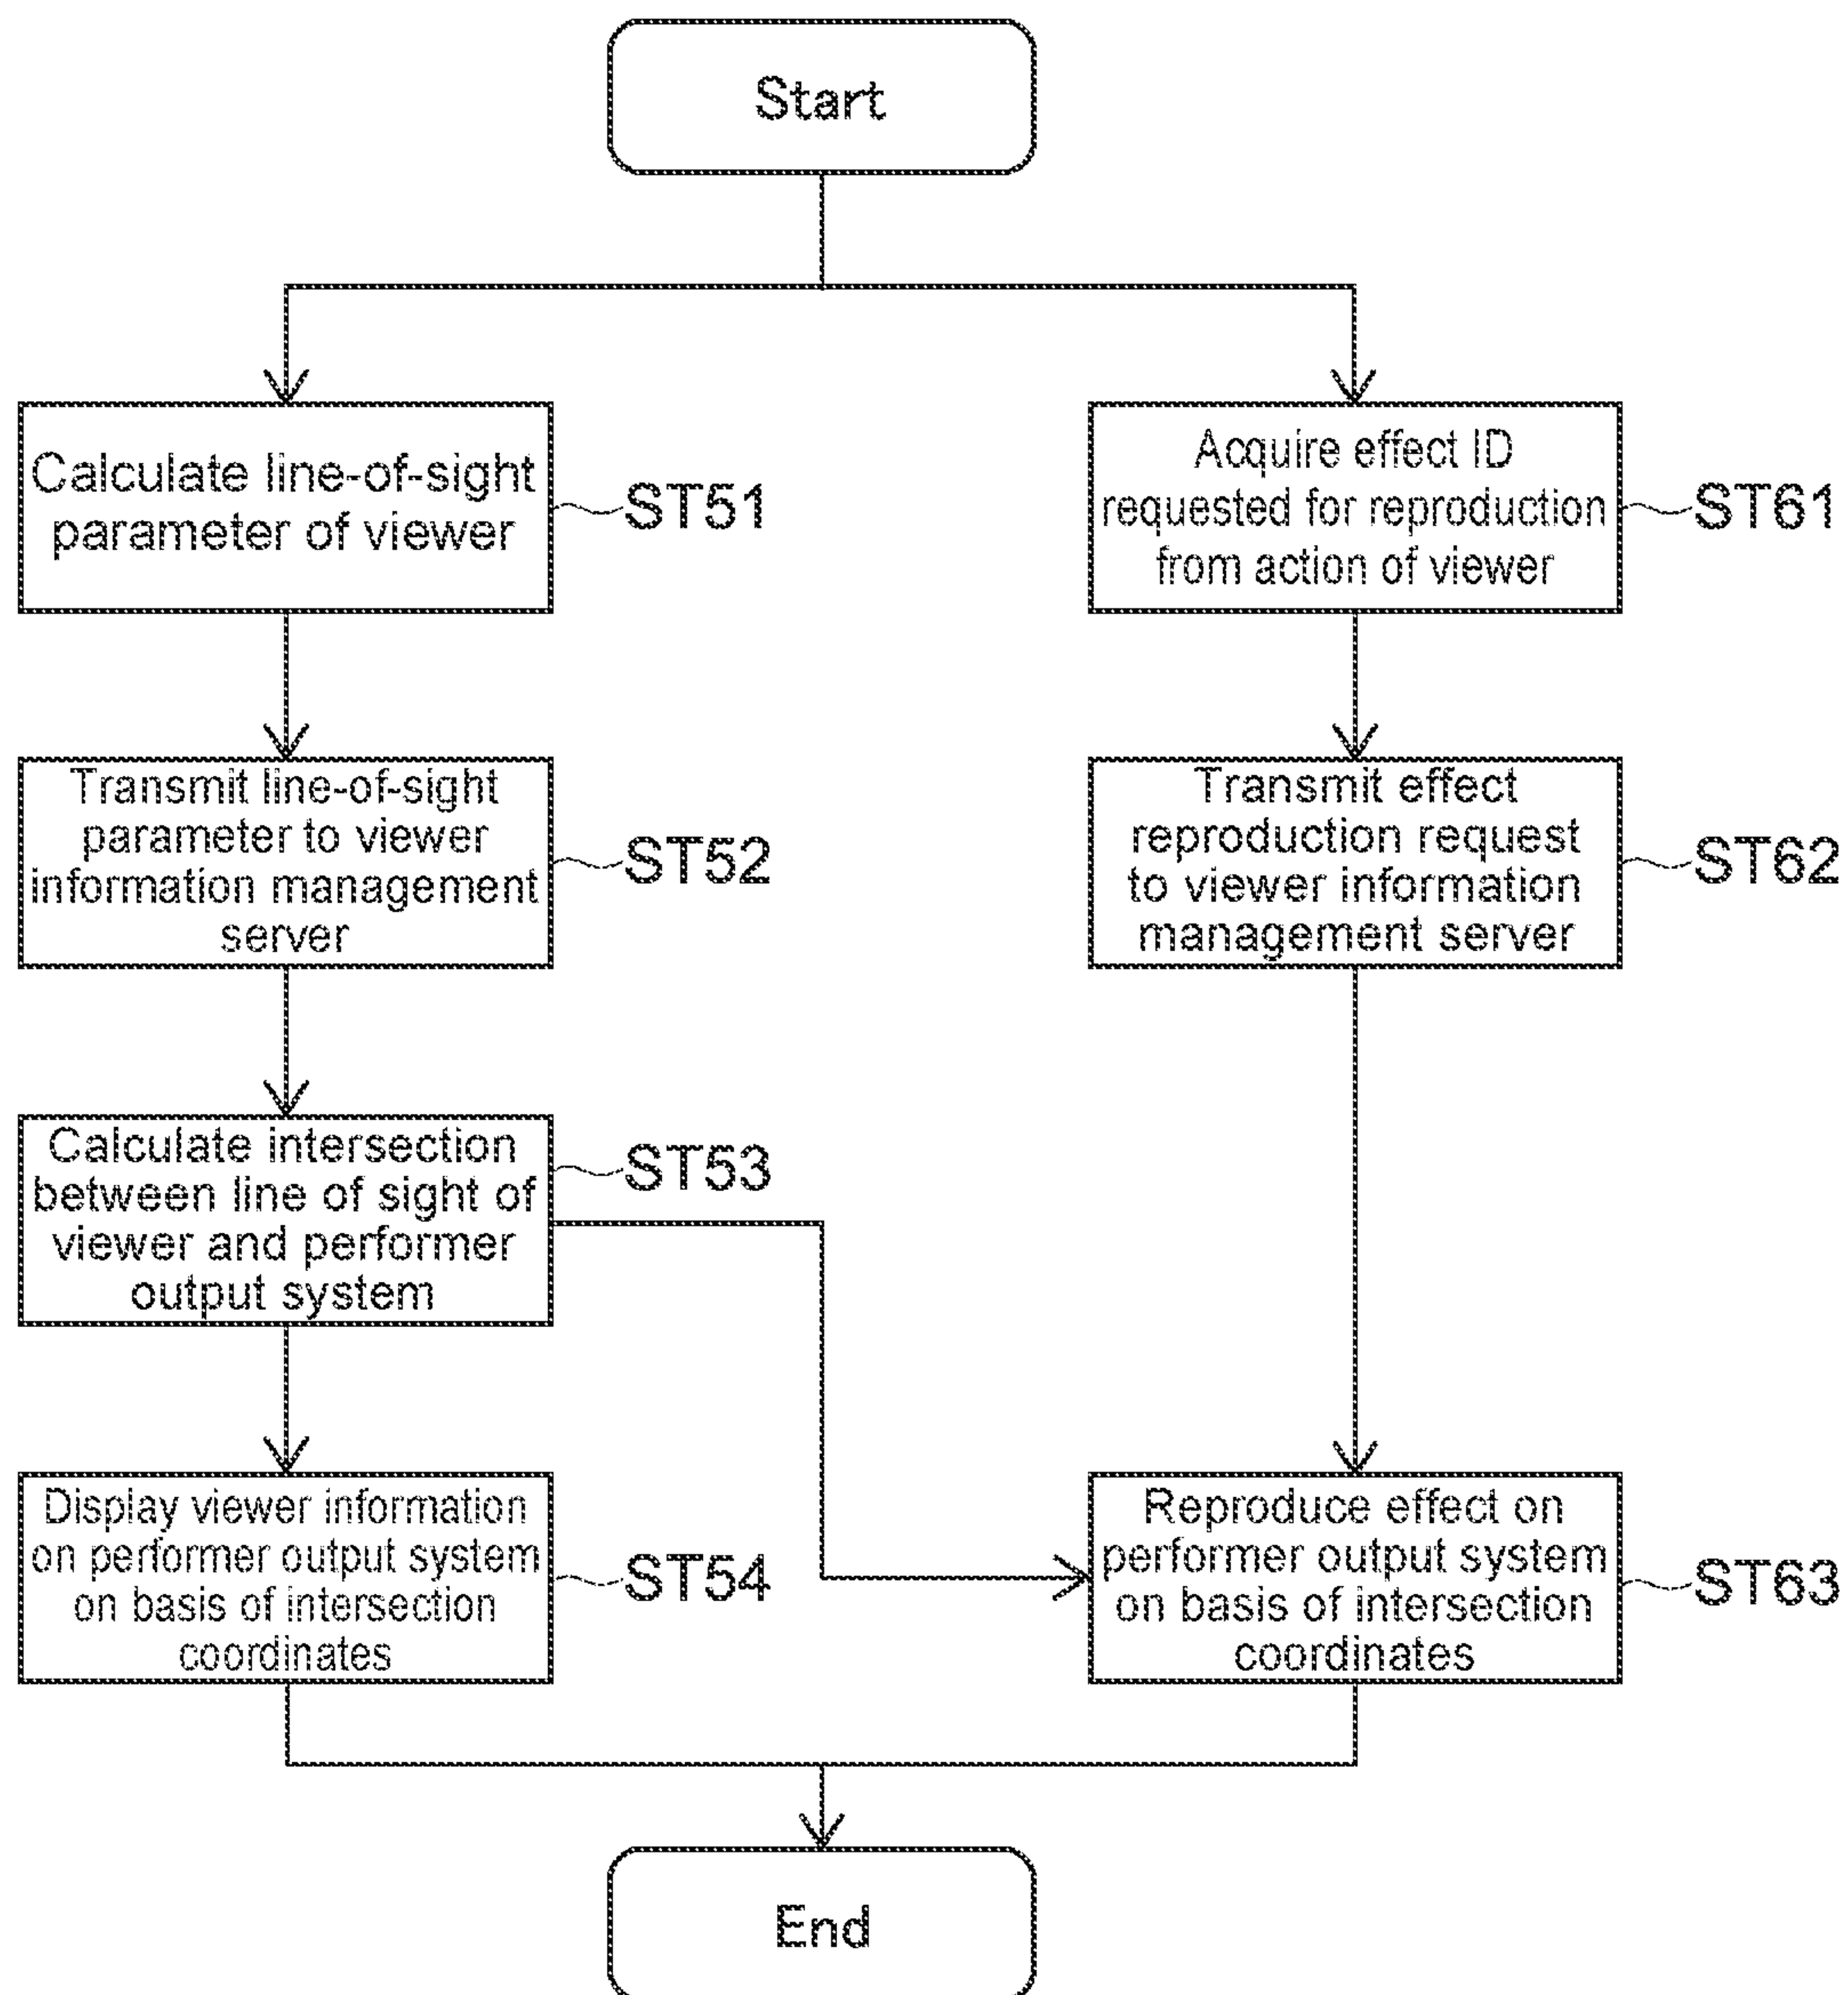 Start
Calculate line-of-sight
parameter of viewer
ST51
Transmit line-of-sight
parameter to viewer
information management
server
ST52
Calculate intersection
between line of sight of
viewer and performer
output system
ST53
Display viewer information
on performer output system
on basis of intersection
coordinates
ST54
Acquire effect ID
requested for reproduction
from action of viewer
ST61
Transmit effect
reproduction request
to viewer information
management server
ST62
Reproduce effect on
performer output system
on basis of intersection
coordinates
ST63
End